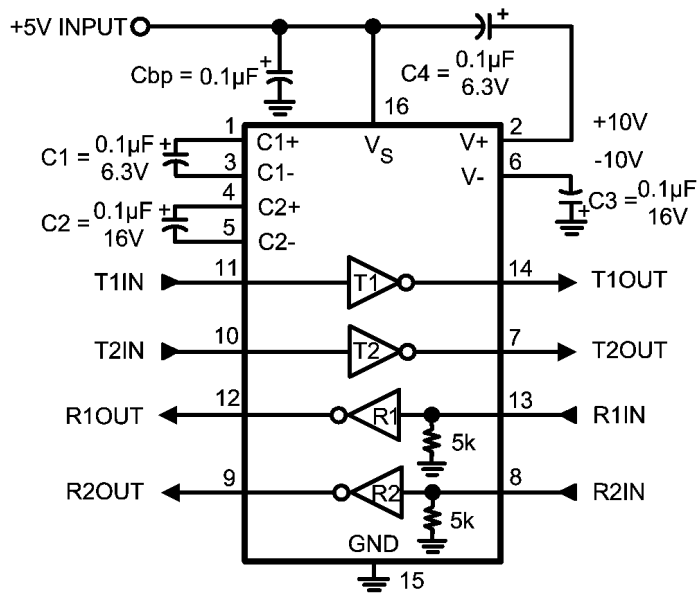 +5V INPUT
+
Cbp = 0.1µF
+
C4 = 0.1µF
6.3V
16
VS
1
C1+
V+
2
+10V
C1 = 0.1µF
6.3V
+
3
C1-
-10V
V-
6
4
C2+
C2 = 0.1µF
16V
+
5
C2-
C3 = 0.1µF
16V
+
T1IN
11
T1
14
T1OUT
T2IN
10
T2
7
T2OUT
R1OUT
12
R1
13
R1IN
5k
R2OUT
9
R2
8
R2IN
5k
GND
15